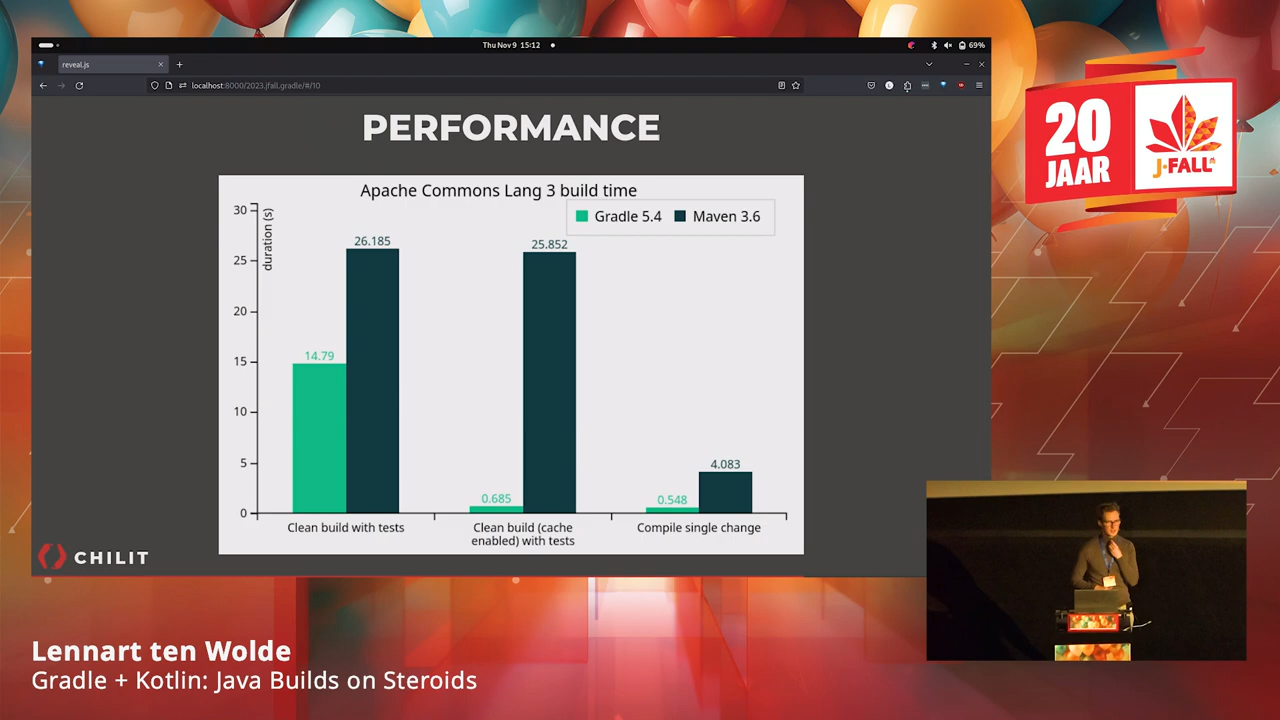 Thu Nov 9 15:12
69%
reveal.js
localhost:8000/2023.jfall.gradle/#/10
PERFORMANCE
Apache Commons Lang 3 build time
Gradle 5.4
Maven 3.6
duration (s)
30
25
20
15
10
5
0
14.79
26.185
0.685
25.852
0.548
4.083
Clean build with tests
Clean build (cache
enabled) with tests
Compile single change
CHILIT
20
JAAR
J-FALL
Lennart ten Wolde
Gradle + Kotlin: Java Builds on Steroids